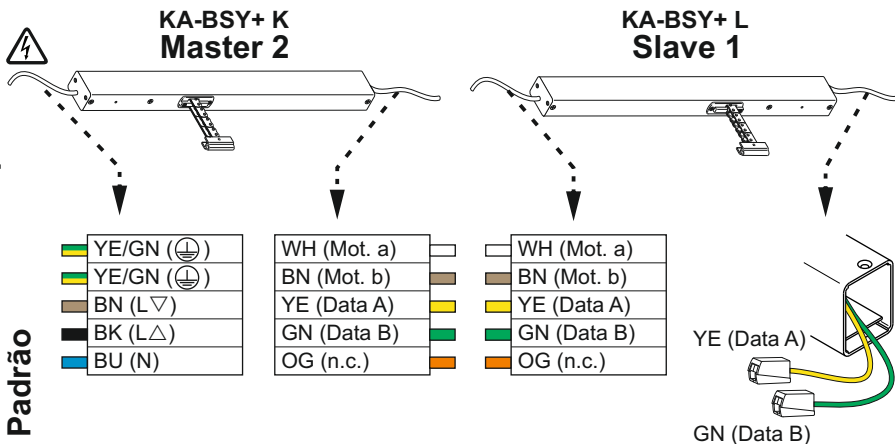 KA-BSY+ K
Master 2
KA-BSY+ L
Slave 1
YE/GN (⏚)
YE/GN (⏚)
BN (L▽)
BK (L△)
BU (N)
WH (Mot. a)
BN (Mot. b)
YE (Data A)
GN (Data B)
OG (n.c.)
WH (Mot. a)
BN (Mot. b)
YE (Data A)
GN (Data B)
OG (n.c.)
YE (Data A)
GN (Data B)
Padrão